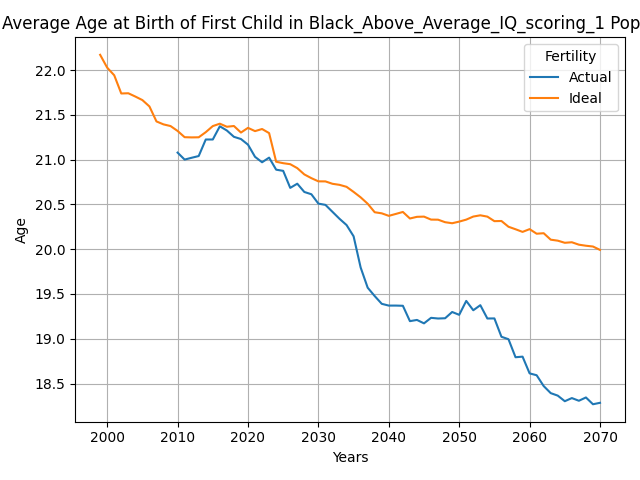 Average Age at Birth of First Child in Black_Above_Average_IQ_scoring_1 Pop
Fertility
Actual
Ideal
22.0
21.5
21.0
20.5
20.0
19.5
19.0
18.5
Age
2000 2010 2020 2030 2040 2050 2060 2070
Years